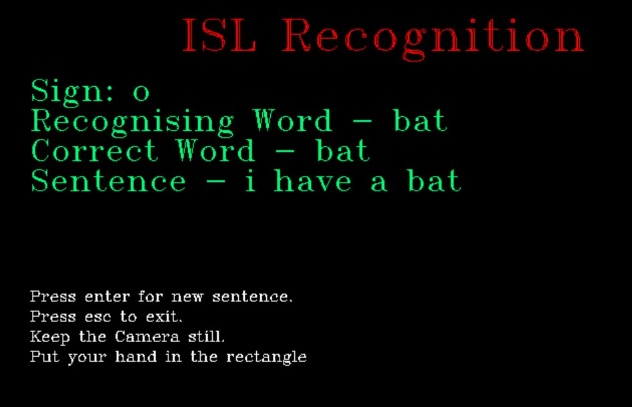 ISL Recognition
Sign: o
Recognising Word - bat
Correct Word - bat
Sentence - i have a bat
Press enter for new sentence.
Press esc to exit.
Keep the Camera still.
Put your hand in the rectangle